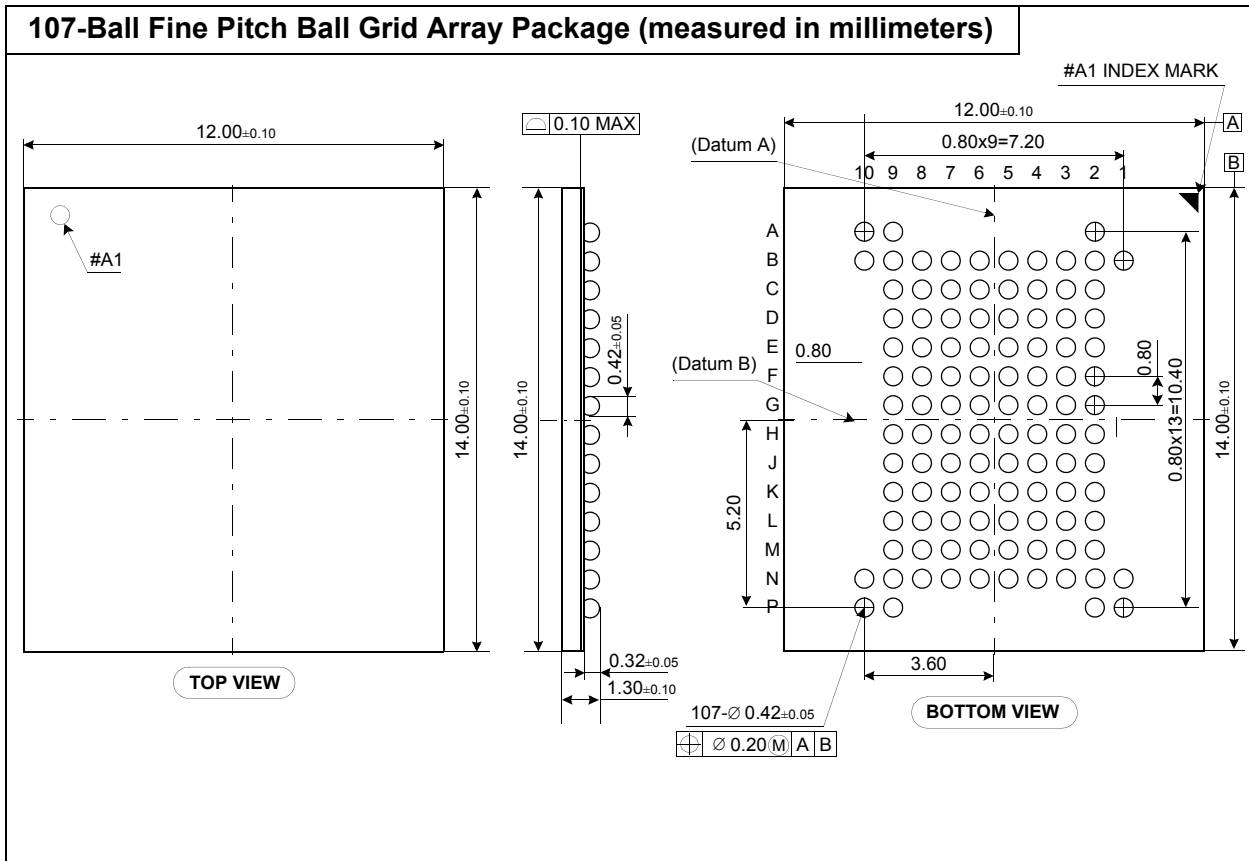 107-Ball Fine Pitch Ball Grid Array Package (measured in millimeters)
#A1 INDEX MARK
12.00±0.10
0.10 MAX
12.00±0.10
A
(Datum A)
0.80x9=7.20
B
10 9 8 7 6 5 4 3 2 1
#A1
A
B
C
D
E
F
G
H
J
K
L
M
N
P
0.42±0.05
0.80
(Datum B)
0.80
0.80x13=10.40
14.00±0.10
14.00±0.10
14.00±0.10
5.20
0.32±0.05
1.30±0.10
3.60
TOP VIEW
107-∅ 0.42±0.05
BOTTOM VIEW
∅ 0.20 Ⓜ A B